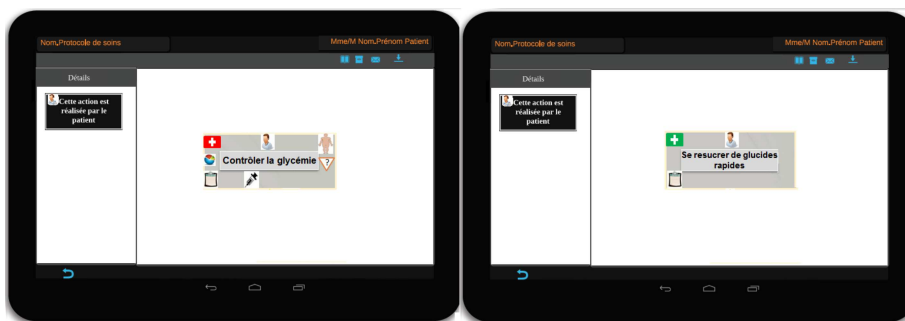 Nom,Protocole de soins
Mme/M Nom,Prénom Patient
Détails
Cette action est
réalisée par le
patient
Contrôler la glycémie
?
Nom,Protocole de soins
Mme/M Nom,Prénom Patient
Détails
Cette action est
réalisée par le
patient
Se resucrer de glucides
rapides